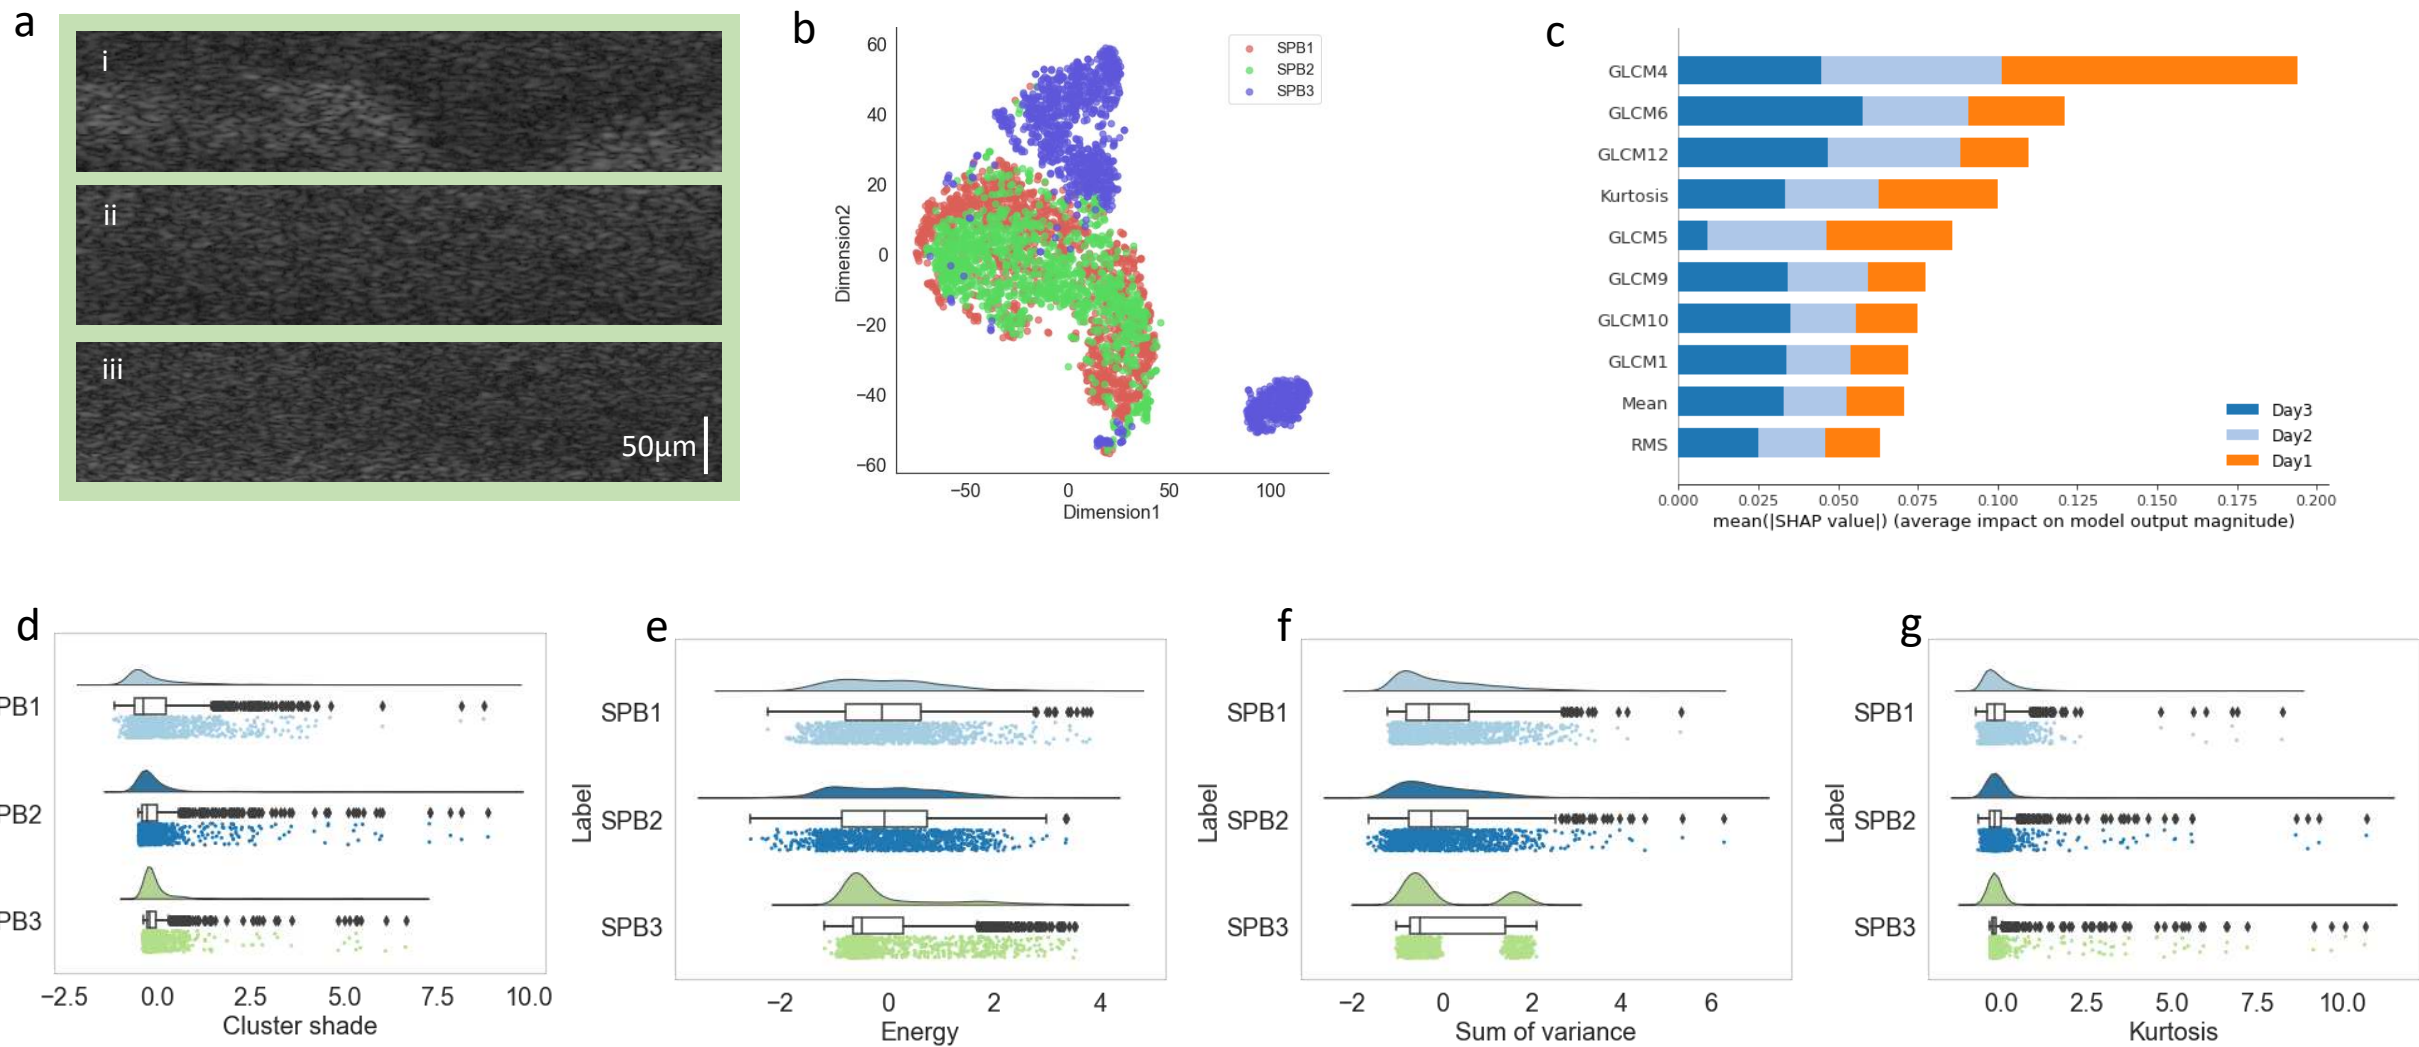 a
i
ii
iii
50μm
b
60
40
20
0
−20
−40
−60
Dimension2
−50
0
50
100
Dimension1
SPB1
SPB2
SPB3
c
GLCM4
GLCM6
GLCM12
Kurtosis
GLCM5
GLCM9
GLCM10
GLCM1
Mean
RMS
Day3
Day2
Day1
0.000
0.025
0.050
0.075
0.100
0.125
0.150
0.175
0.200
mean(|SHAP value|) (average impact on model output magnitude)
d
PB1
PB2
PB3
−2.5
0.0
2.5
5.0
7.5
10.0
Cluster shade
e
Label
SPB1
SPB2
SPB3
−2
0
2
4
Energy
f
Label
SPB1
SPB2
SPB3
−2
0
2
4
6
Sum of variance
g
Label
SPB1
SPB2
SPB3
0.0
2.5
5.0
7.5
10.0
Kurtosis